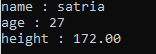 name : satria
age : 27
height : 172.00